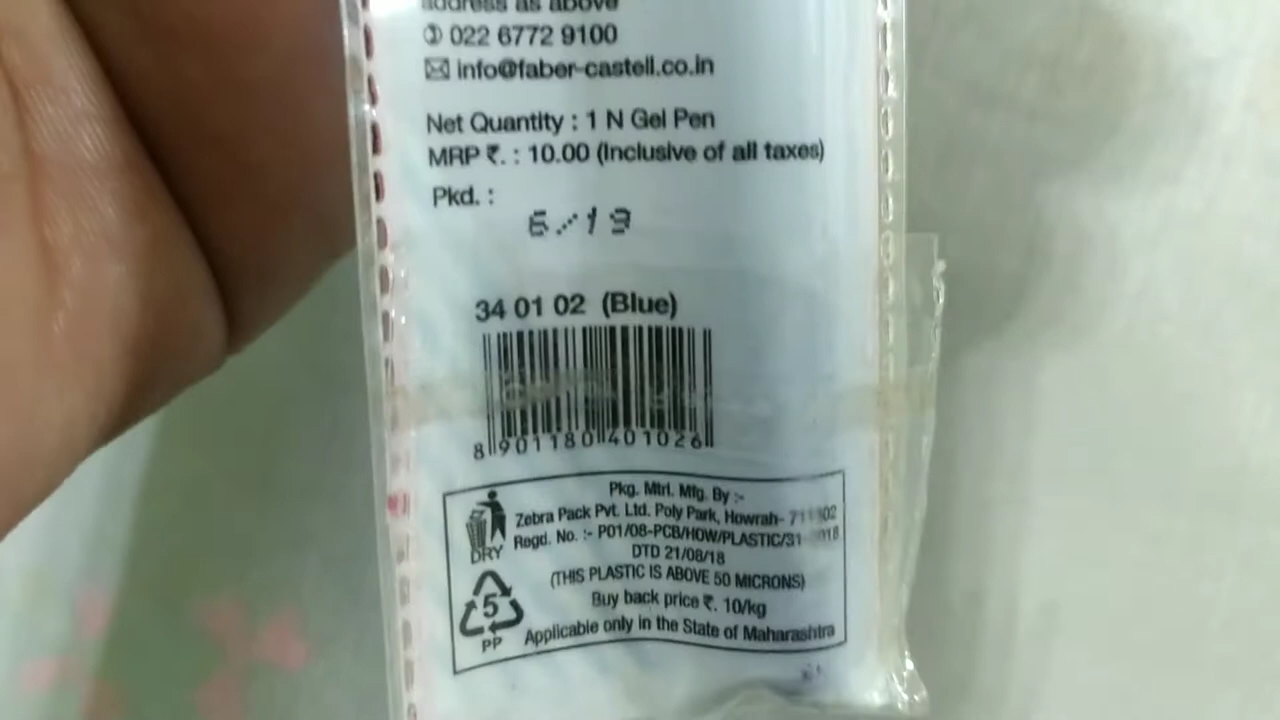 address as above
022 6772 9100
info@faber-castell.co.in
Net Quantity : 1 N Gel Pen
MRP ₹. : 10.00 (Inclusive of all taxes)
Pkd. :
6/19
34 01 02 (Blue)
8 901180 401026
Pkg. Mtrl. Mfg. By :-
Zebra Pack Pvt. Ltd. Poly Park, Howrah-
Regd. No. :- P01/08-PCB/HOW/PLASTIC/31
DTD 21/08/18
(THIS PLASTIC IS ABOVE 50 MICRONS)
Buy back price ₹. 10/kg
Applicable only in the State of Maharashtra
DRY
5
PP